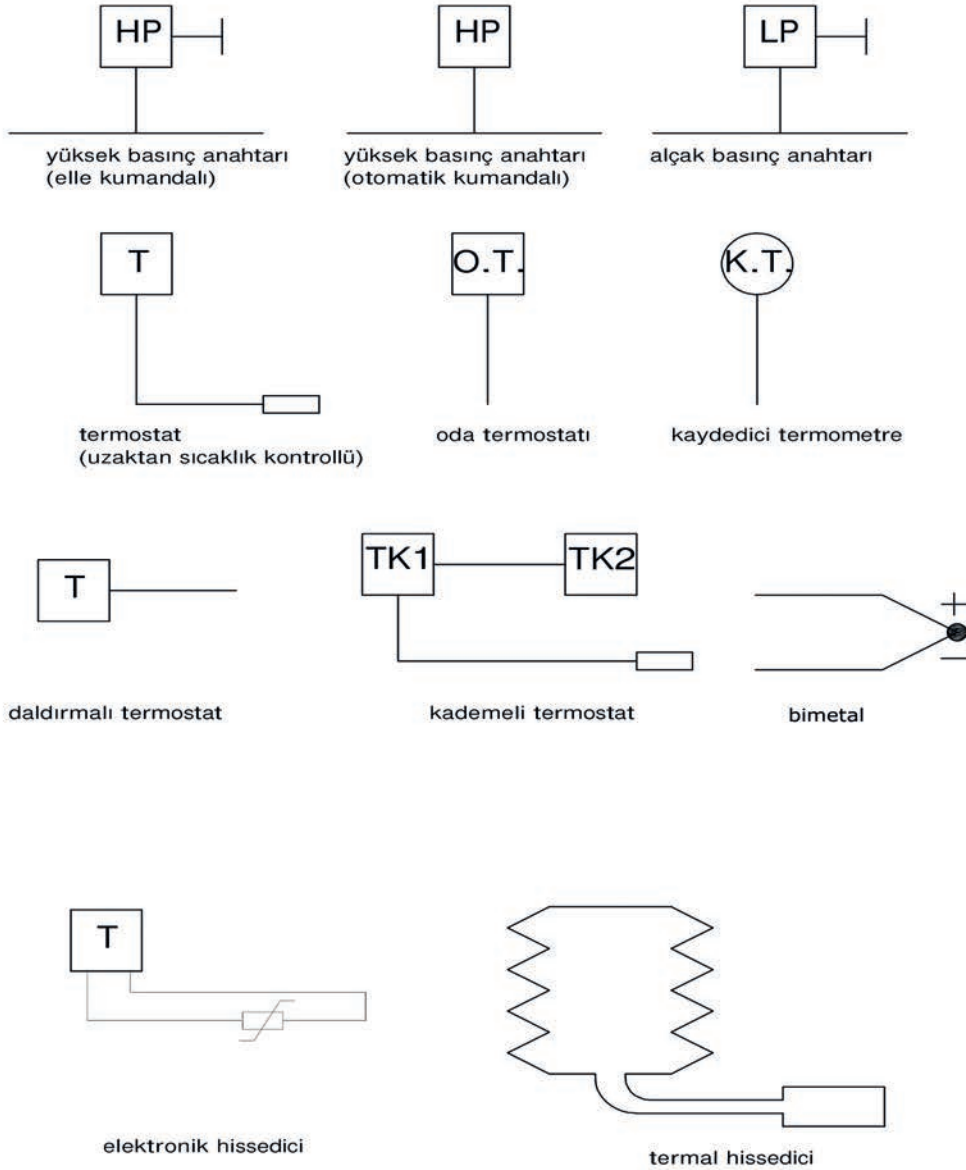 HP
HP
LP
yüksek basınç anahtarı
(elle kumandalı)
yüksek basınç anahtarı
(otomatik kumandalı)
alçak basınç anahtarı
T
O.T.
K.T.
termostat
(uzaktan sıcaklık kontrollü)
oda termostatı
kaydedici termometre
T
TK1
TK2
+
−
daldırmalı termostat
kademeli termostat
bimetal
T
elektronik hissedici
termal hissedici